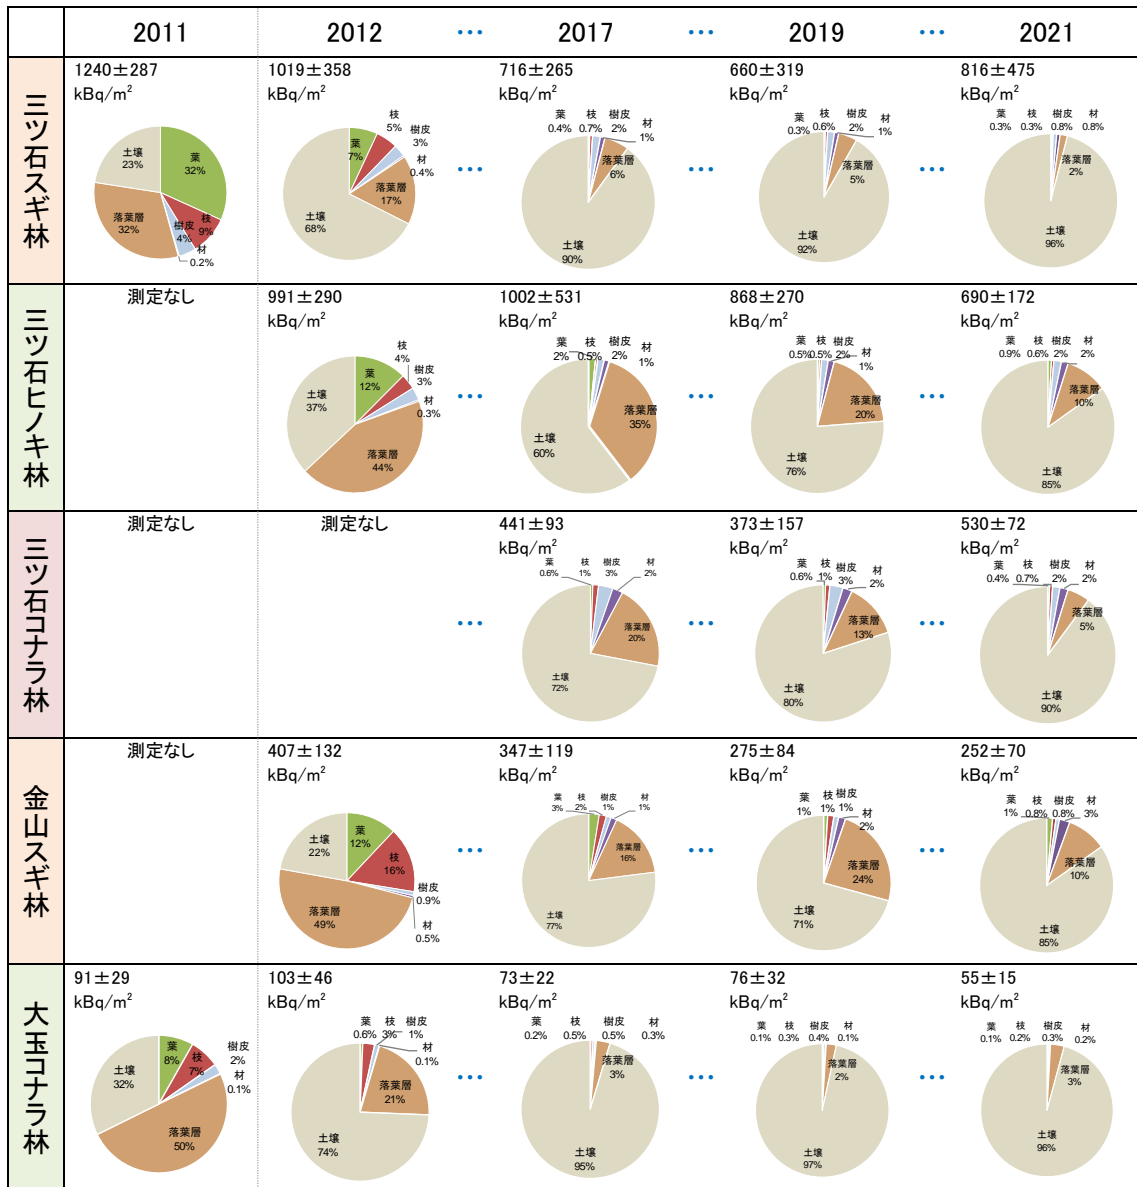 2011 2012 ・・・ 2017 ・・・ 2019 ・・・ 2021
三ツ石スギ林
1240±287
kBq/m²
葉
32%
枝
9%
樹皮
4%
材
0.2%
落葉層
32%
土壌
23%
1019±358
kBq/m²
葉
7%
枝
5%
樹皮
3%
材
0.4%
落葉層
17%
土壌
68%
・・・
・・・
716±265
kBq/m²
葉
0.4%
枝
0.7%
樹皮
2%
材
1%
落葉層
6%
土壌
90%
・・・
・・・
660±319
kBq/m²
葉
0.3%
枝
0.6%
樹皮
2%
材
1%
落葉層
5%
土壌
92%
・・・
・・・
816±475
kBq/m²
葉
0.3%
枝
0.3%
樹皮
0.8%
材
0.8%
落葉層
2%
土壌
96%
三ツ石ヒノキ林
測定なし
991±290
kBq/m²
葉
12%
枝
4%
樹皮
3%
材
0.3%
落葉層
44%
土壌
37%
・・・
1002±531
kBq/m²
葉
2%
枝
0.5%
樹皮
2%
材
1%
落葉層
35%
土壌
60%
・・・
868±270
kBq/m²
葉
0.5%
枝
0.5%
樹皮
2%
材
1%
落葉層
20%
土壌
76%
・・・
690±172
kBq/m²
葉
0.9%
枝
0.6%
樹皮
2%
材
2%
落葉層
10%
土壌
85%
三ツ石コナラ林
測定なし
測定なし
・・・
441±93
kBq/m²
葉
0.6%
枝
1%
樹皮
3%
材
2%
落葉層
20%
土壌
72%
・・・
373±157
kBq/m²
葉
0.6%
枝
1%
樹皮
3%
材
2%
落葉層
13%
土壌
80%
・・・
530±72
kBq/m²
葉
0.4%
枝
0.7%
樹皮
2%
材
2%
落葉層
5%
土壌
90%
金山スギ林
測定なし
407±132
kBq/m²
葉
12%
枝
16%
樹皮
0.9%
材
0.5%
落葉層
49%
土壌
22%
・・・
347±119
kBq/m²
葉
3%
枝
2%
樹皮
1%
材
1%
落葉層
16%
土壌
77%
・・・
275±84
kBq/m²
葉
1%
枝
1%
樹皮
1%
材
2%
落葉層
24%
土壌
71%
・・・
252±70
kBq/m²
葉
1%
枝
0.8%
樹皮
0.8%
材
3%
落葉層
10%
土壌
85%
大玉コナラ林
91±29
kBq/m²
葉
8%
枝
7%
樹皮
2%
材
0.1%
落葉層
50%
土壌
32%
103±46
kBq/m²
葉
0.6%
枝
3%
樹皮
1%
材
0.1%
落葉層
21%
土壌
74%
・・・
73±22
kBq/m²
葉
0.2%
枝
0.5%
樹皮
0.5%
材
0.3%
落葉層
3%
土壌
95%
・・・
76±32
kBq/m²
葉
0.1%
枝
0.3%
樹皮
0.4%
材
0.1%
落葉層
2%
土壌
97%
・・・
55±15
kBq/m²
葉
0.1%
枝
0.2%
樹皮
0.3%
材
0.2%
落葉層
3%
土壌
96%